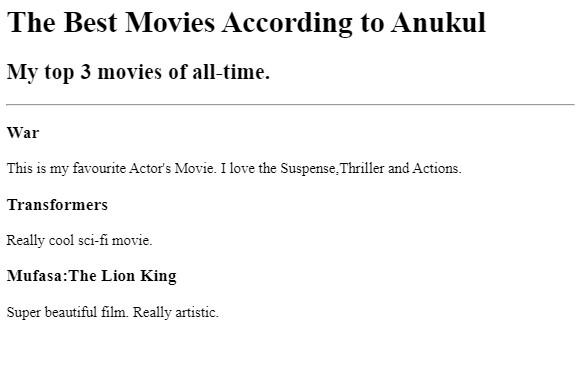 The Best Movies According to Anukul
My top 3 movies of all-time.
War
This is my favourite Actor's Movie. I love the Suspense,Thriller and Actions.
Transformers
Really cool sci-fi movie.
Mufasa:The Lion King
Super beautiful film. Really artistic.